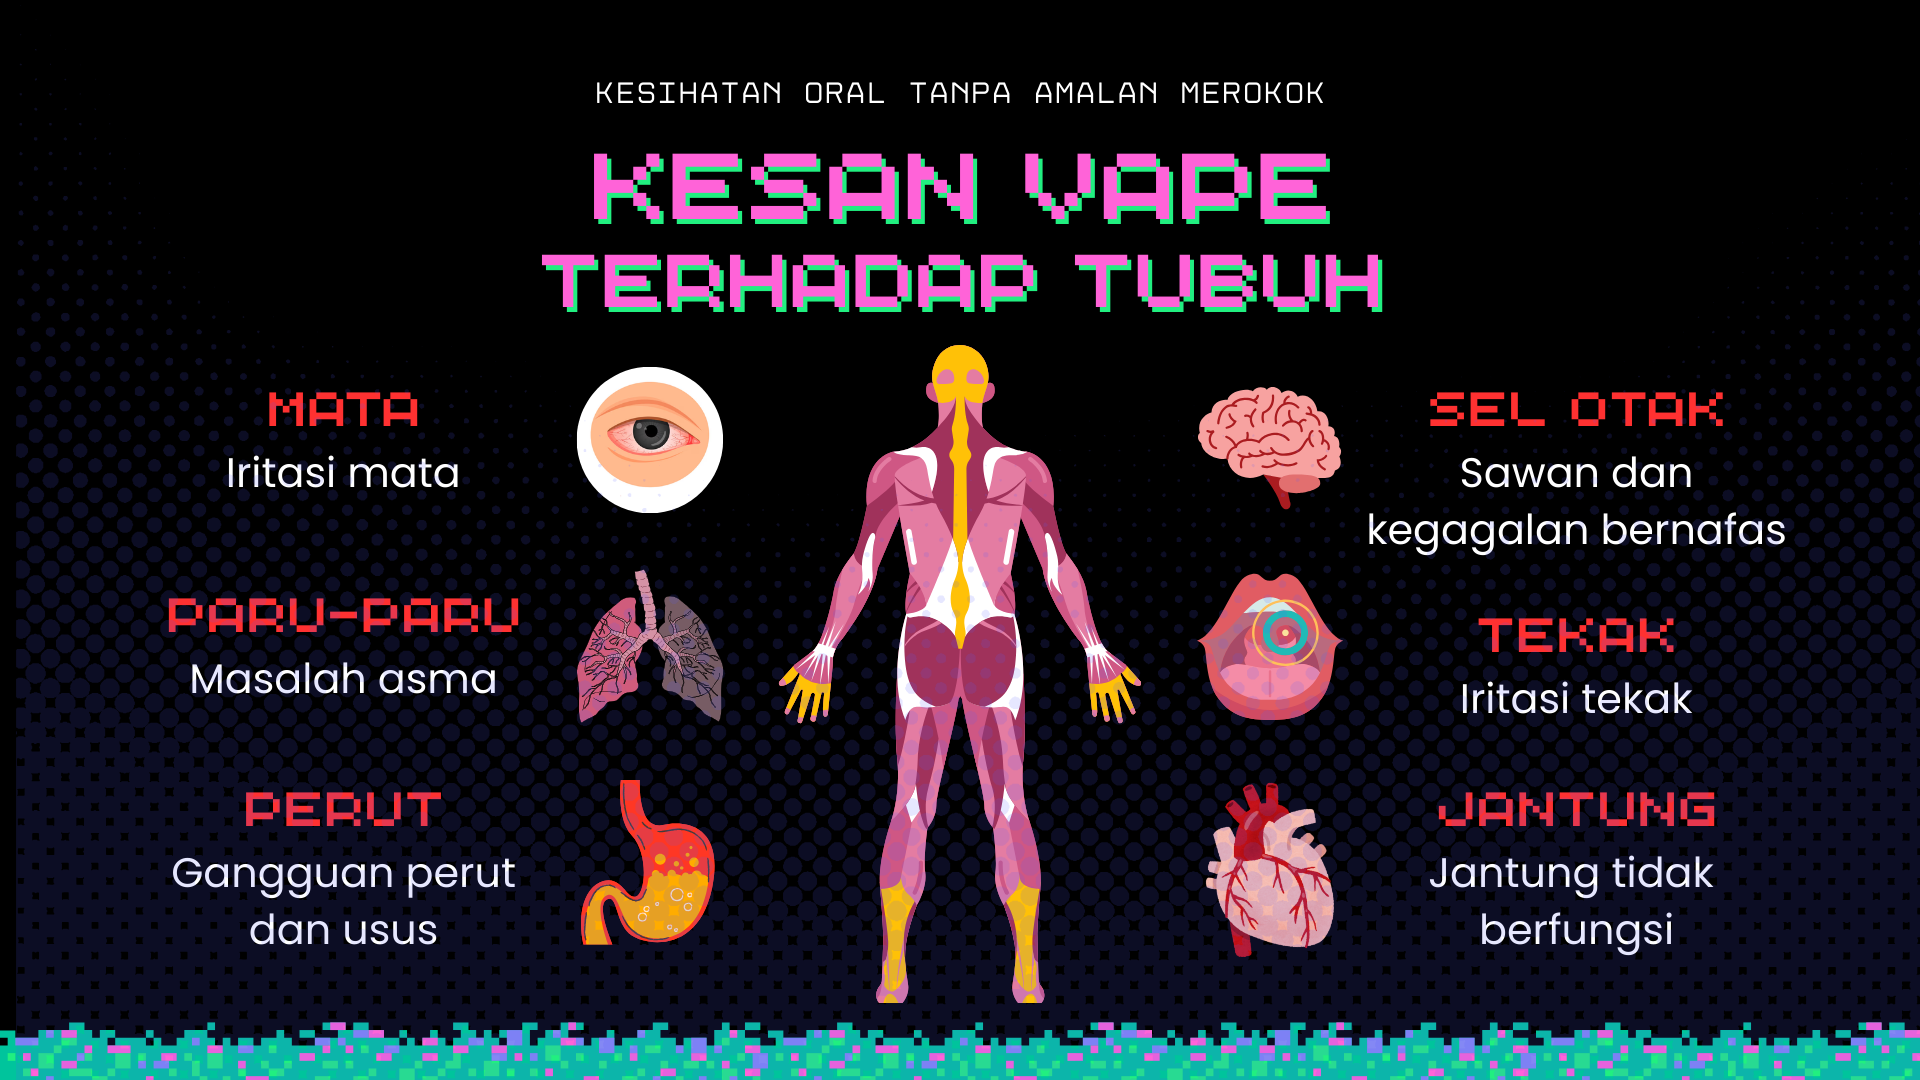 KESIHATAN ORAL TANPA AMALAN MEROKOK
KESAN VAPE
TERHADAP TUBUH
MATA
Iritasi mata
PARU-PARU
Masalah asma
PERUT
Gangguan perut
dan usus
SEL OTAK
Sawan dan
kegagalan bernafas
TEKAK
Iritasi tekak
JANTUNG
Jantung tidak
berfungsi